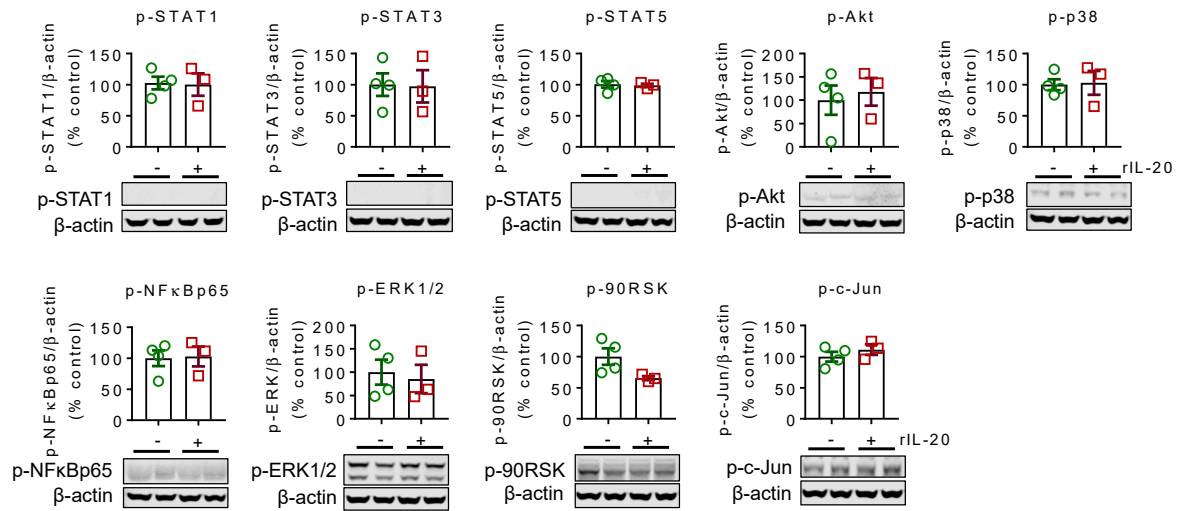 p-STAT1
p-STAT1/β-actin
(% control)
150
100
50
0
- +
p-STAT1
β-actin
p-STAT3
p-STAT3/β-actin
(% control)
150
100
50
0
- +
p-STAT3
β-actin
p-STAT5
p-STAT5/β-actin
(% control)
150
100
50
0
- +
p-STAT5
β-actin
p-Akt
p-Akt/β-actin
(% control)
200
150
100
50
0
- +
p-Akt
β-actin
p-p38
p-p38/β-actin
(% control)
150
100
50
0
- + rIL-20
p-p38
β-actin
p-NFκBp65
p-NFκBp65/β-actin
(% control)
150
100
50
0
- +
p-NFκBp65
β-actin
p-ERK1/2
p-ERK/β-actin
(% control)
200
150
100
50
0
- +
p-ERK1/2
β-actin
p-90RSK
p-90RSK/β-actin
(% control)
150
100
50
0
- +
p-90RSK
β-actin
p-c-Jun
p-c-Jun/β-actin
(% control)
150
100
50
0
- + rIL-20
p-c-Jun
β-actin